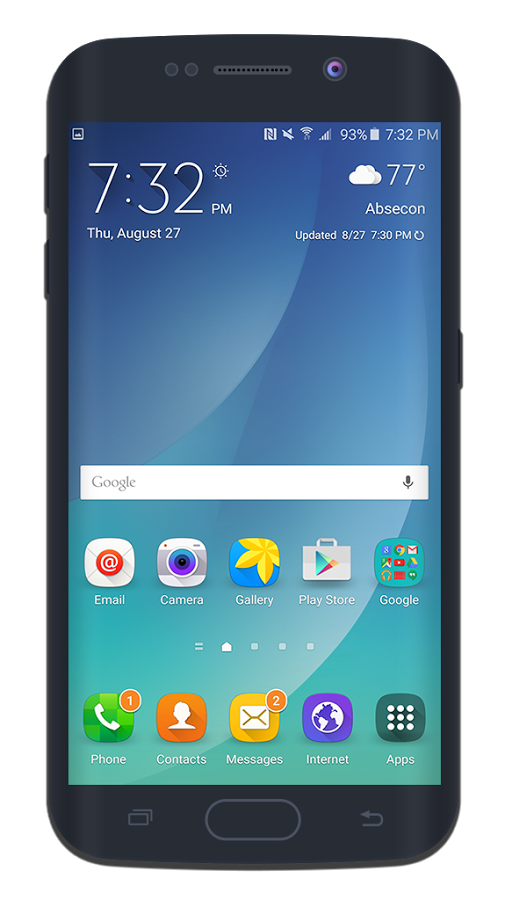 93% 7:32 PM
7:32 PM
77°
Thu, August 27
Absecon
Updated 8/27 7:30 PM
Google
Email
Camera
Gallery
Play Store
Google
1
2
Phone
Contacts
Messages
Internet
Apps